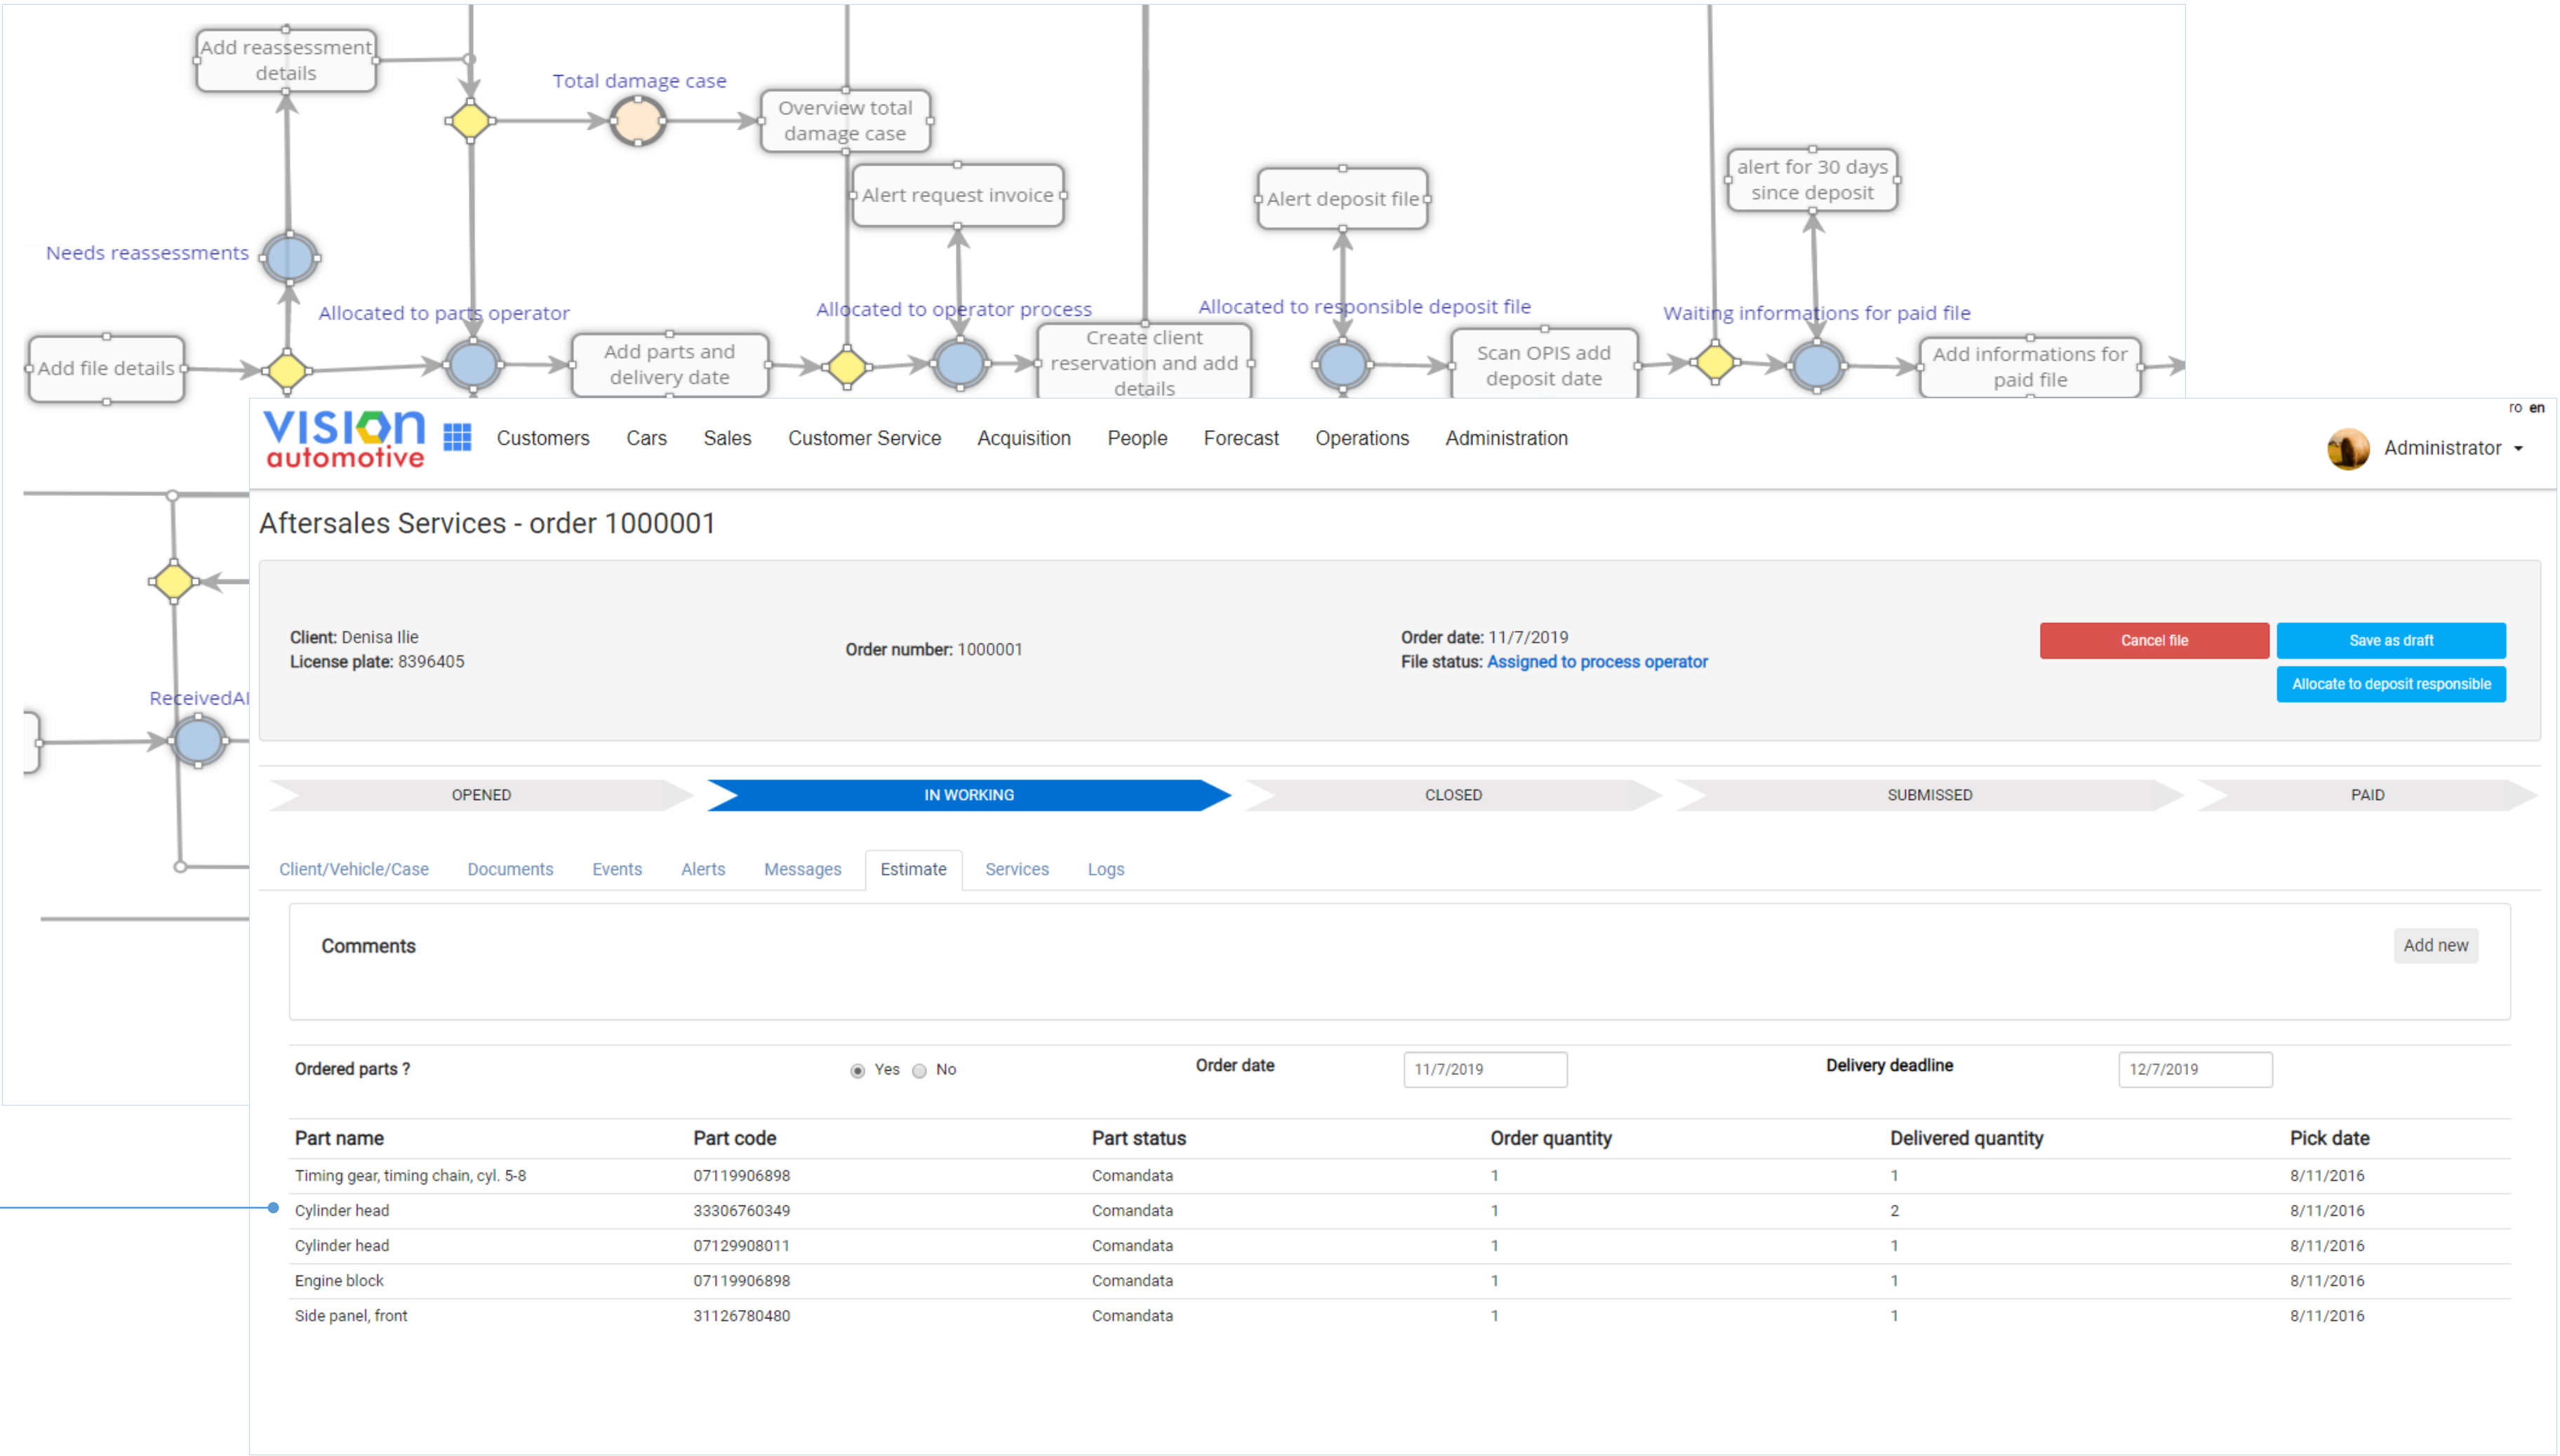 Add reassessment
details
Total damage case
Overview total
damage case
Alert request invoice
Alert deposit file
alert for 30 days
since deposit
Needs reassessments
Allocated to parts operator
Allocated to operator process
Allocated to responsible deposit file
Waiting informations for paid file
Add file details
Add parts and
delivery date
Create client
reservation and add
details
Scan OPIS add
deposit date
Add informations for
paid file
ReceivedAI
ro en
vision
automotive
Customers Cars Sales Customer Service Acquisition People Forecast Operations Administration
Administrator
Aftersales Services - order 1000001
Client: Denisa Ilie
License plate: 8396405
Order number: 1000001
Order date: 11/7/2019
File status: Assigned to process operator
Cancel file
Save as draft
Allocate to deposit responsible
OPENED IN WORKING CLOSED SUBMISSED PAID
Client/Vehicle/Case Documents Events Alerts Messages Estimate Services Logs
Comments
Add new
Ordered parts ? Yes No Order date 11/7/2019 Delivery deadline 12/7/2019
Part name Part code Part status Order quantity Delivered quantity Pick date
Timing gear, timing chain, cyl. 5-8 07119906898 Comandata 1 1 8/11/2016
Cylinder head 33306760349 Comandata 1 2 8/11/2016
Cylinder head 07129908011 Comandata 1 1 8/11/2016
Engine block 07119906898 Comandata 1 1 8/11/2016
Side panel, front 31126780480 Comandata 1 1 8/11/2016